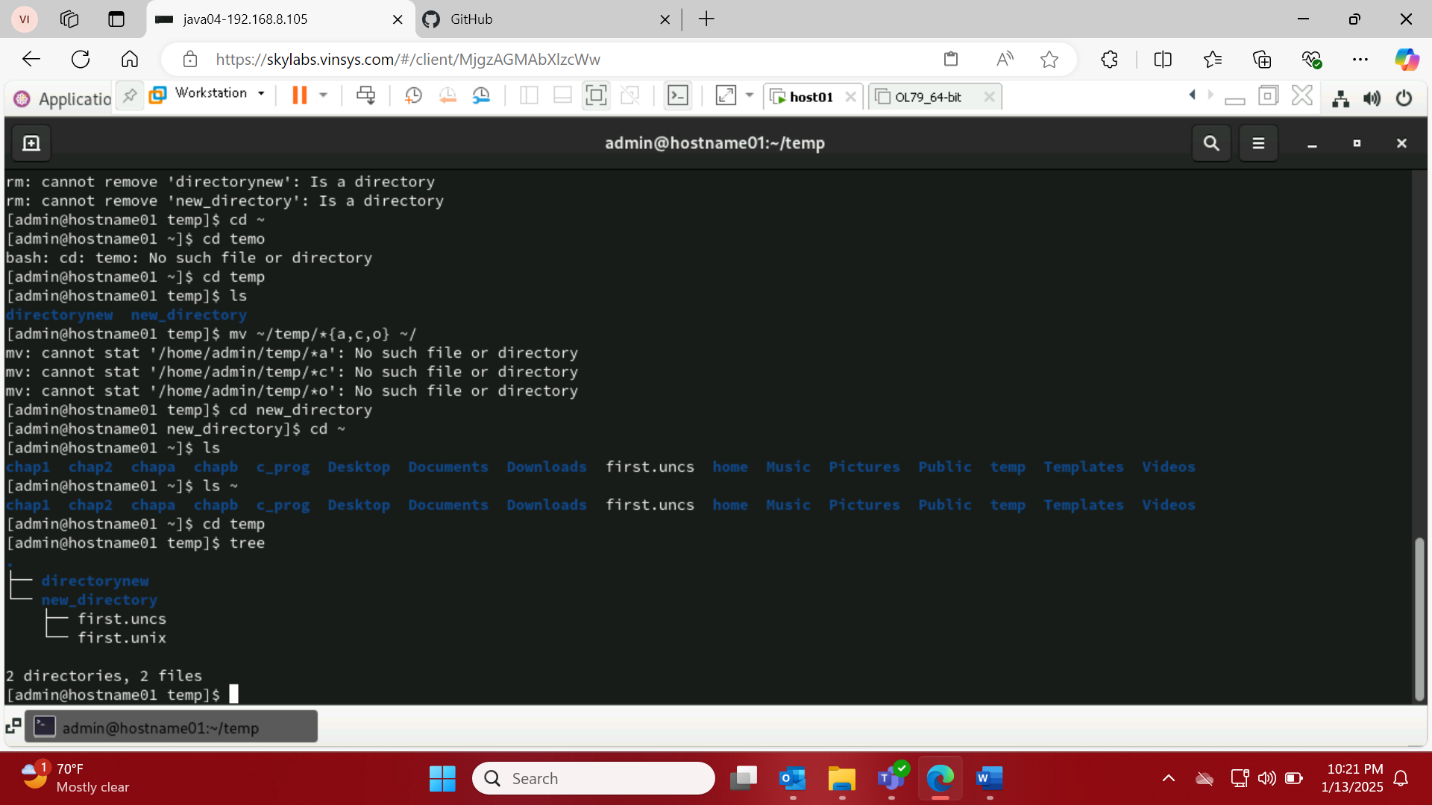 VI
java04-192.168.8.105
GitHub
https://skylabs.vinsys.com/#/client/MjgzAGMAbXlzcWw
Applicatio
Workstation
host01
OL79_64-bit
admin@hostname01:~/temp
rm: cannot remove 'directorynew': Is a directory
rm: cannot remove 'new_directory': Is a directory
[admin@hostname01 temp]$ cd ~
[admin@hostname01 ~]$ cd temo
bash: cd: temo: No such file or directory
[admin@hostname01 ~]$ cd temp
[admin@hostname01 temp]$ ls
directorynew new_directory
[admin@hostname01 temp]$ mv ~/temp/*{a,c,o} ~/
mv: cannot stat '/home/admin/temp/*a': No such file or directory
mv: cannot stat '/home/admin/temp/*c': No such file or directory
mv: cannot stat '/home/admin/temp/*o': No such file or directory
[admin@hostname01 temp]$ cd new_directory
[admin@hostname01 new_directory]$ cd ~
[admin@hostname01 ~]$ ls
chap1 chap2 chapa chapb c_prog Desktop Documents Downloads first.uncs home Music Pictures Public temp Templates Videos
[admin@hostname01 ~]$ ls ~
chap1 chap2 chapa chapb c_prog Desktop Documents Downloads first.uncs home Music Pictures Public temp Templates Videos
[admin@hostname01 ~]$ cd temp
[admin@hostname01 temp]$ tree
.
├── directorynew
└── new_directory
├── first.uncs
└── first.unix
2 directories, 2 files
[admin@hostname01 temp]$
admin@hostname01:~/temp
1
70°F
Mostly clear
Search
10:21 PM
1/13/2025